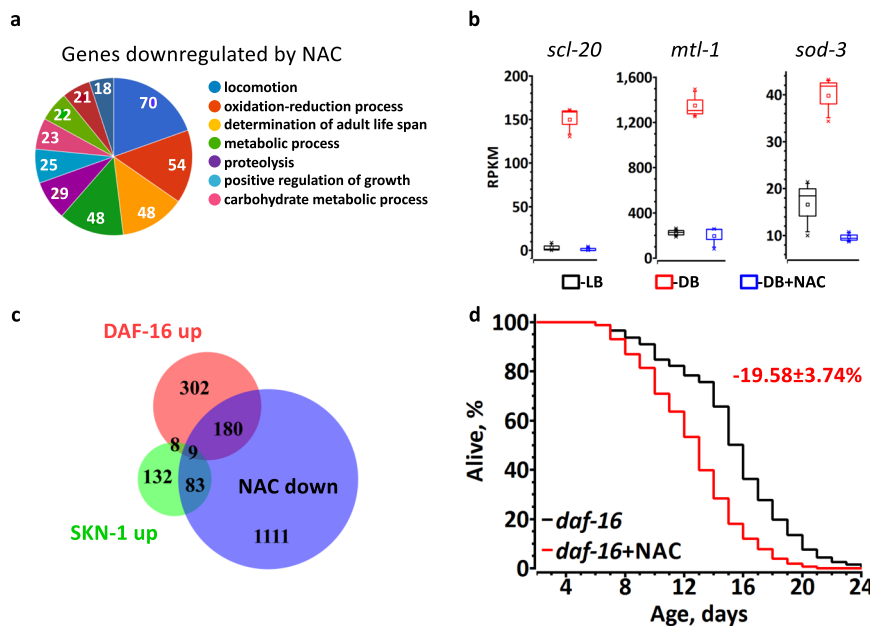 a
Genes downregulated by NAC
70
54
48
48
29
25
23
22
21
18
locomotion
oxidation-reduction process
determination of adult life span
metabolic process
proteolysis
positive regulation of growth
carbohydrate metabolic process
b
scl-20 mtl-1 sod-3
RPKM
200
150
100
50
0
1,600
1,200
800
400
0
40
30
20
10
-LB -DB -DB+NAC
c
DAF-16 up
302
180
8
9
132
83
NAC down
SKN-1 up
1111
d
Alive, %
100
80
60
40
20
0
-19.58±3.74%
daf-16
daf-16+NAC
4 8 12 16 20 24
Age, days